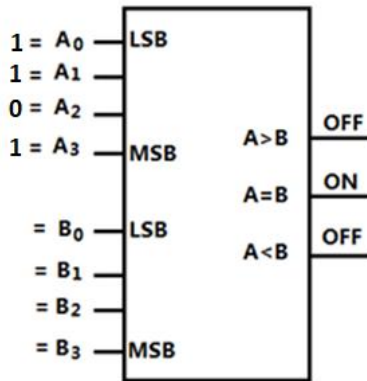 1 = A0 LSB
1 = A1
0 = A2
1 = A3 MSB
A>B OFF
A=B ON
A<B OFF
= B0 LSB
= B1
= B2
= B3 MSB